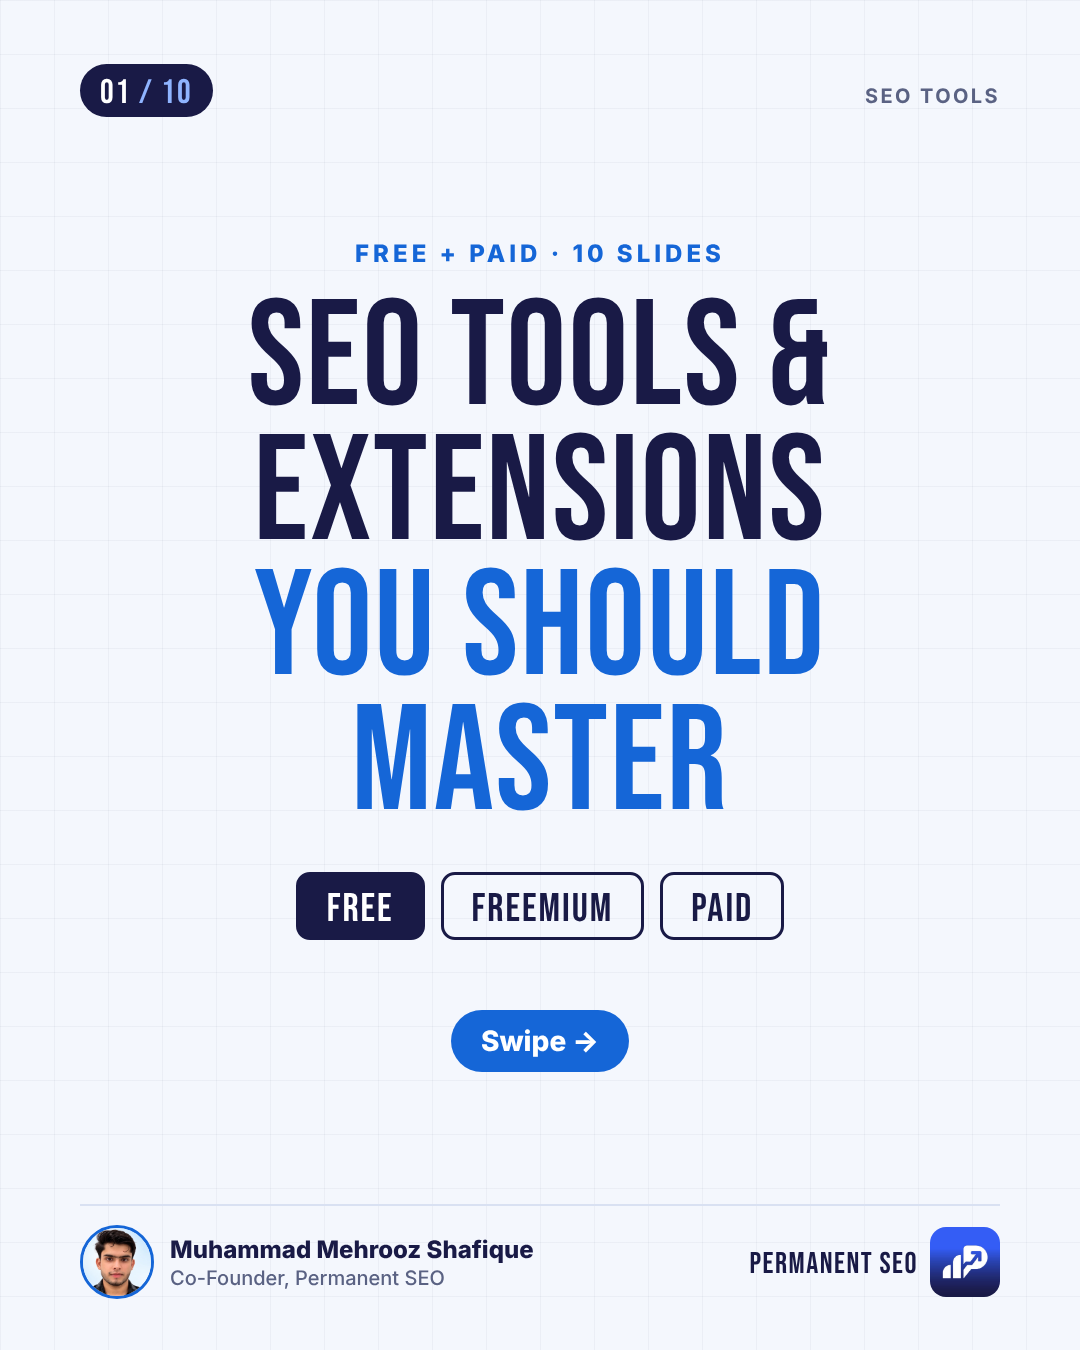 01 / 10
SEO TOOLS
FREE + PAID · 10 SLIDES
SEO TOOLS &
EXTENSIONS
YOU SHOULD
MASTER
FREE
FREEMIUM
PAID
Swipe →
Muhammad Mehrooz Shafique
Co-Founder, Permanent SEO
PERMANENT SEO